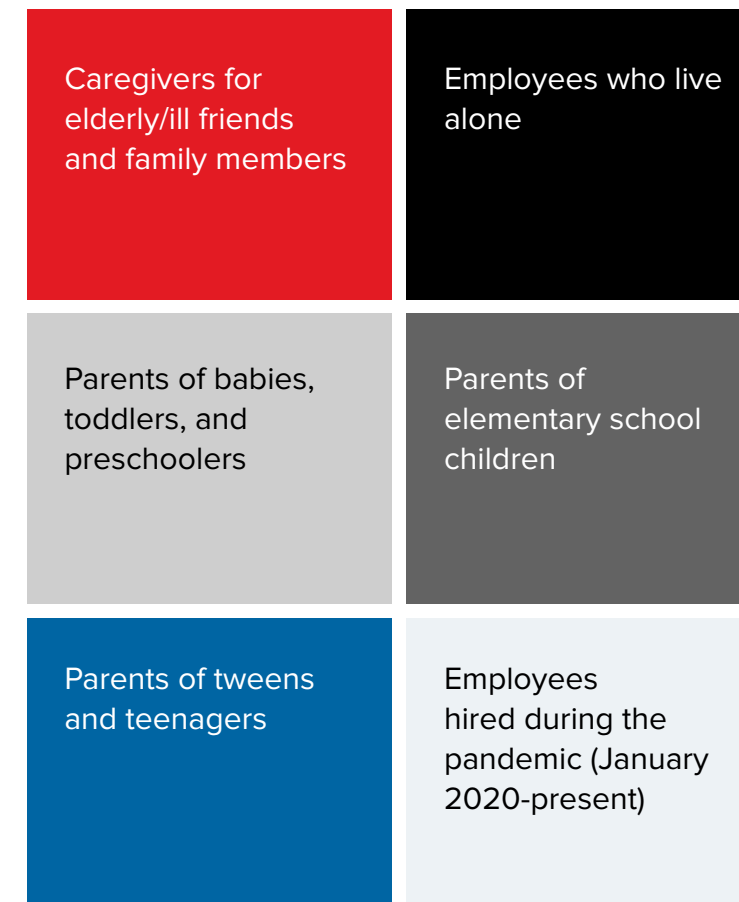 Caregivers for
elderly/ill friends
and family members
Employees who live
alone
Parents of babies,
toddlers, and
preschoolers
Parents of
elementary school
children
Parents of tweens
and teenagers
Employees
hired during the
pandemic (January
2020-present)